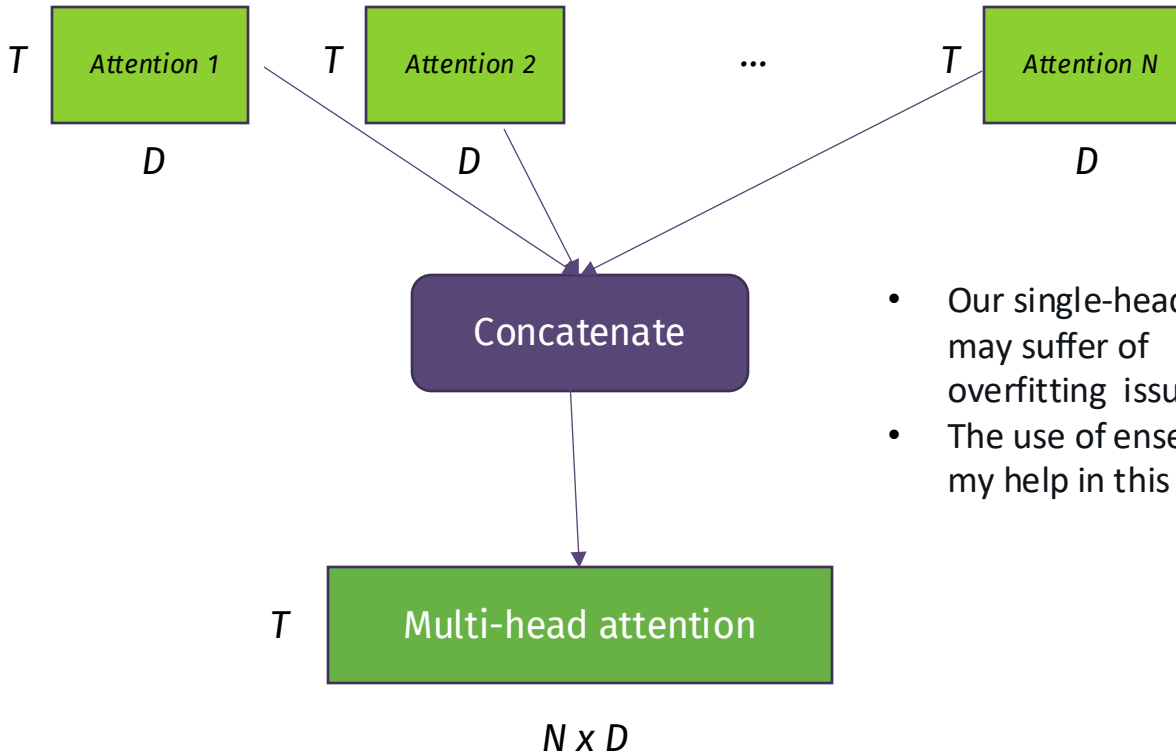 T Attention 1 T Attention 2 ... T Attention N
D D D
Concatenate
• Our single-head
may suffer of
overfitting issu
• The use of ense
my help in this
T Multi-head attention
N x D